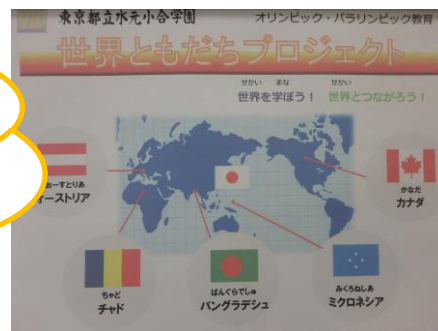 東京都立水元小合学園
オリンピック・パラリンピック教育
世界ともだちプロジェクト
せかい まな せかい
世界を学ぼう！ 世界とつながろう！
おーすとりあ
オーストリア
かなだ
カナダ
ちゃど
チャド
ばんぐらでしゅ
バングラデシュ
みくろねしあ
ミクロネシア